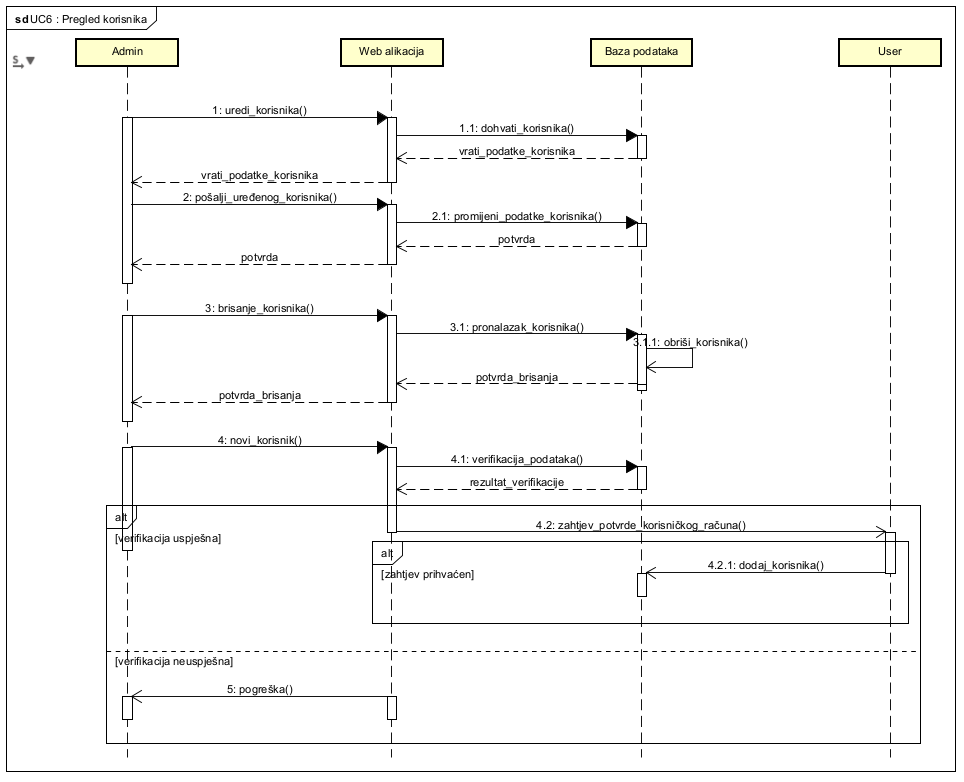 sd UC6 : Pregled korisnika
S
Admin
Web alikacija
Baza podataka
User
1: uredi_korisnika()
1.1: dohvati_korisnika()
vrati_podatke_korisnika
vrati_podatke_korisnika
2: pošalji_uređenog_korisnika()
2.1: promijeni_podatke_korisnika()
potvrda
potvrda
3: brisanje_korisnika()
3.1: pronalazak_korisnika()
3.1.1: obriši_korisnika()
potvrda_brisanja
potvrda_brisanja
4: novi_korisnik()
4.1: verifikacija_podataka()
rezultat_verifikacije
alt
4.2: zahtjev_potvrde_korisničkog_računa()
[verifikacija uspješna]
alt
4.2.1: dodaj_korisnika()
[zahtjev prihvaćen]
[verifikacija neuspješna]
5: pogreška()